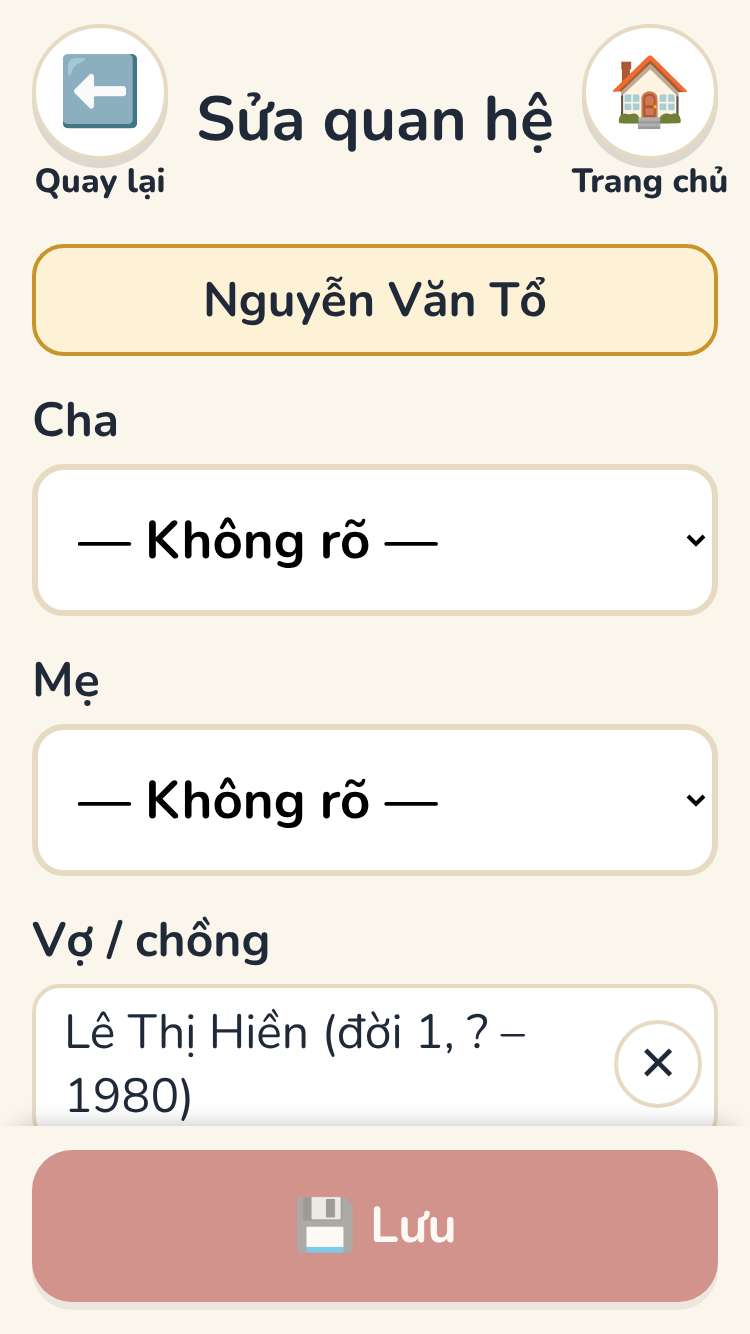 Sửa quan hệ
Quay lại
Trang chủ
Nguyễn Văn Tổ
Cha
— Không rõ —
Mẹ
— Không rõ —
Vợ / chồng
Lê Thị Hiền (đời 1, ? –
1980)
✕
Lưu